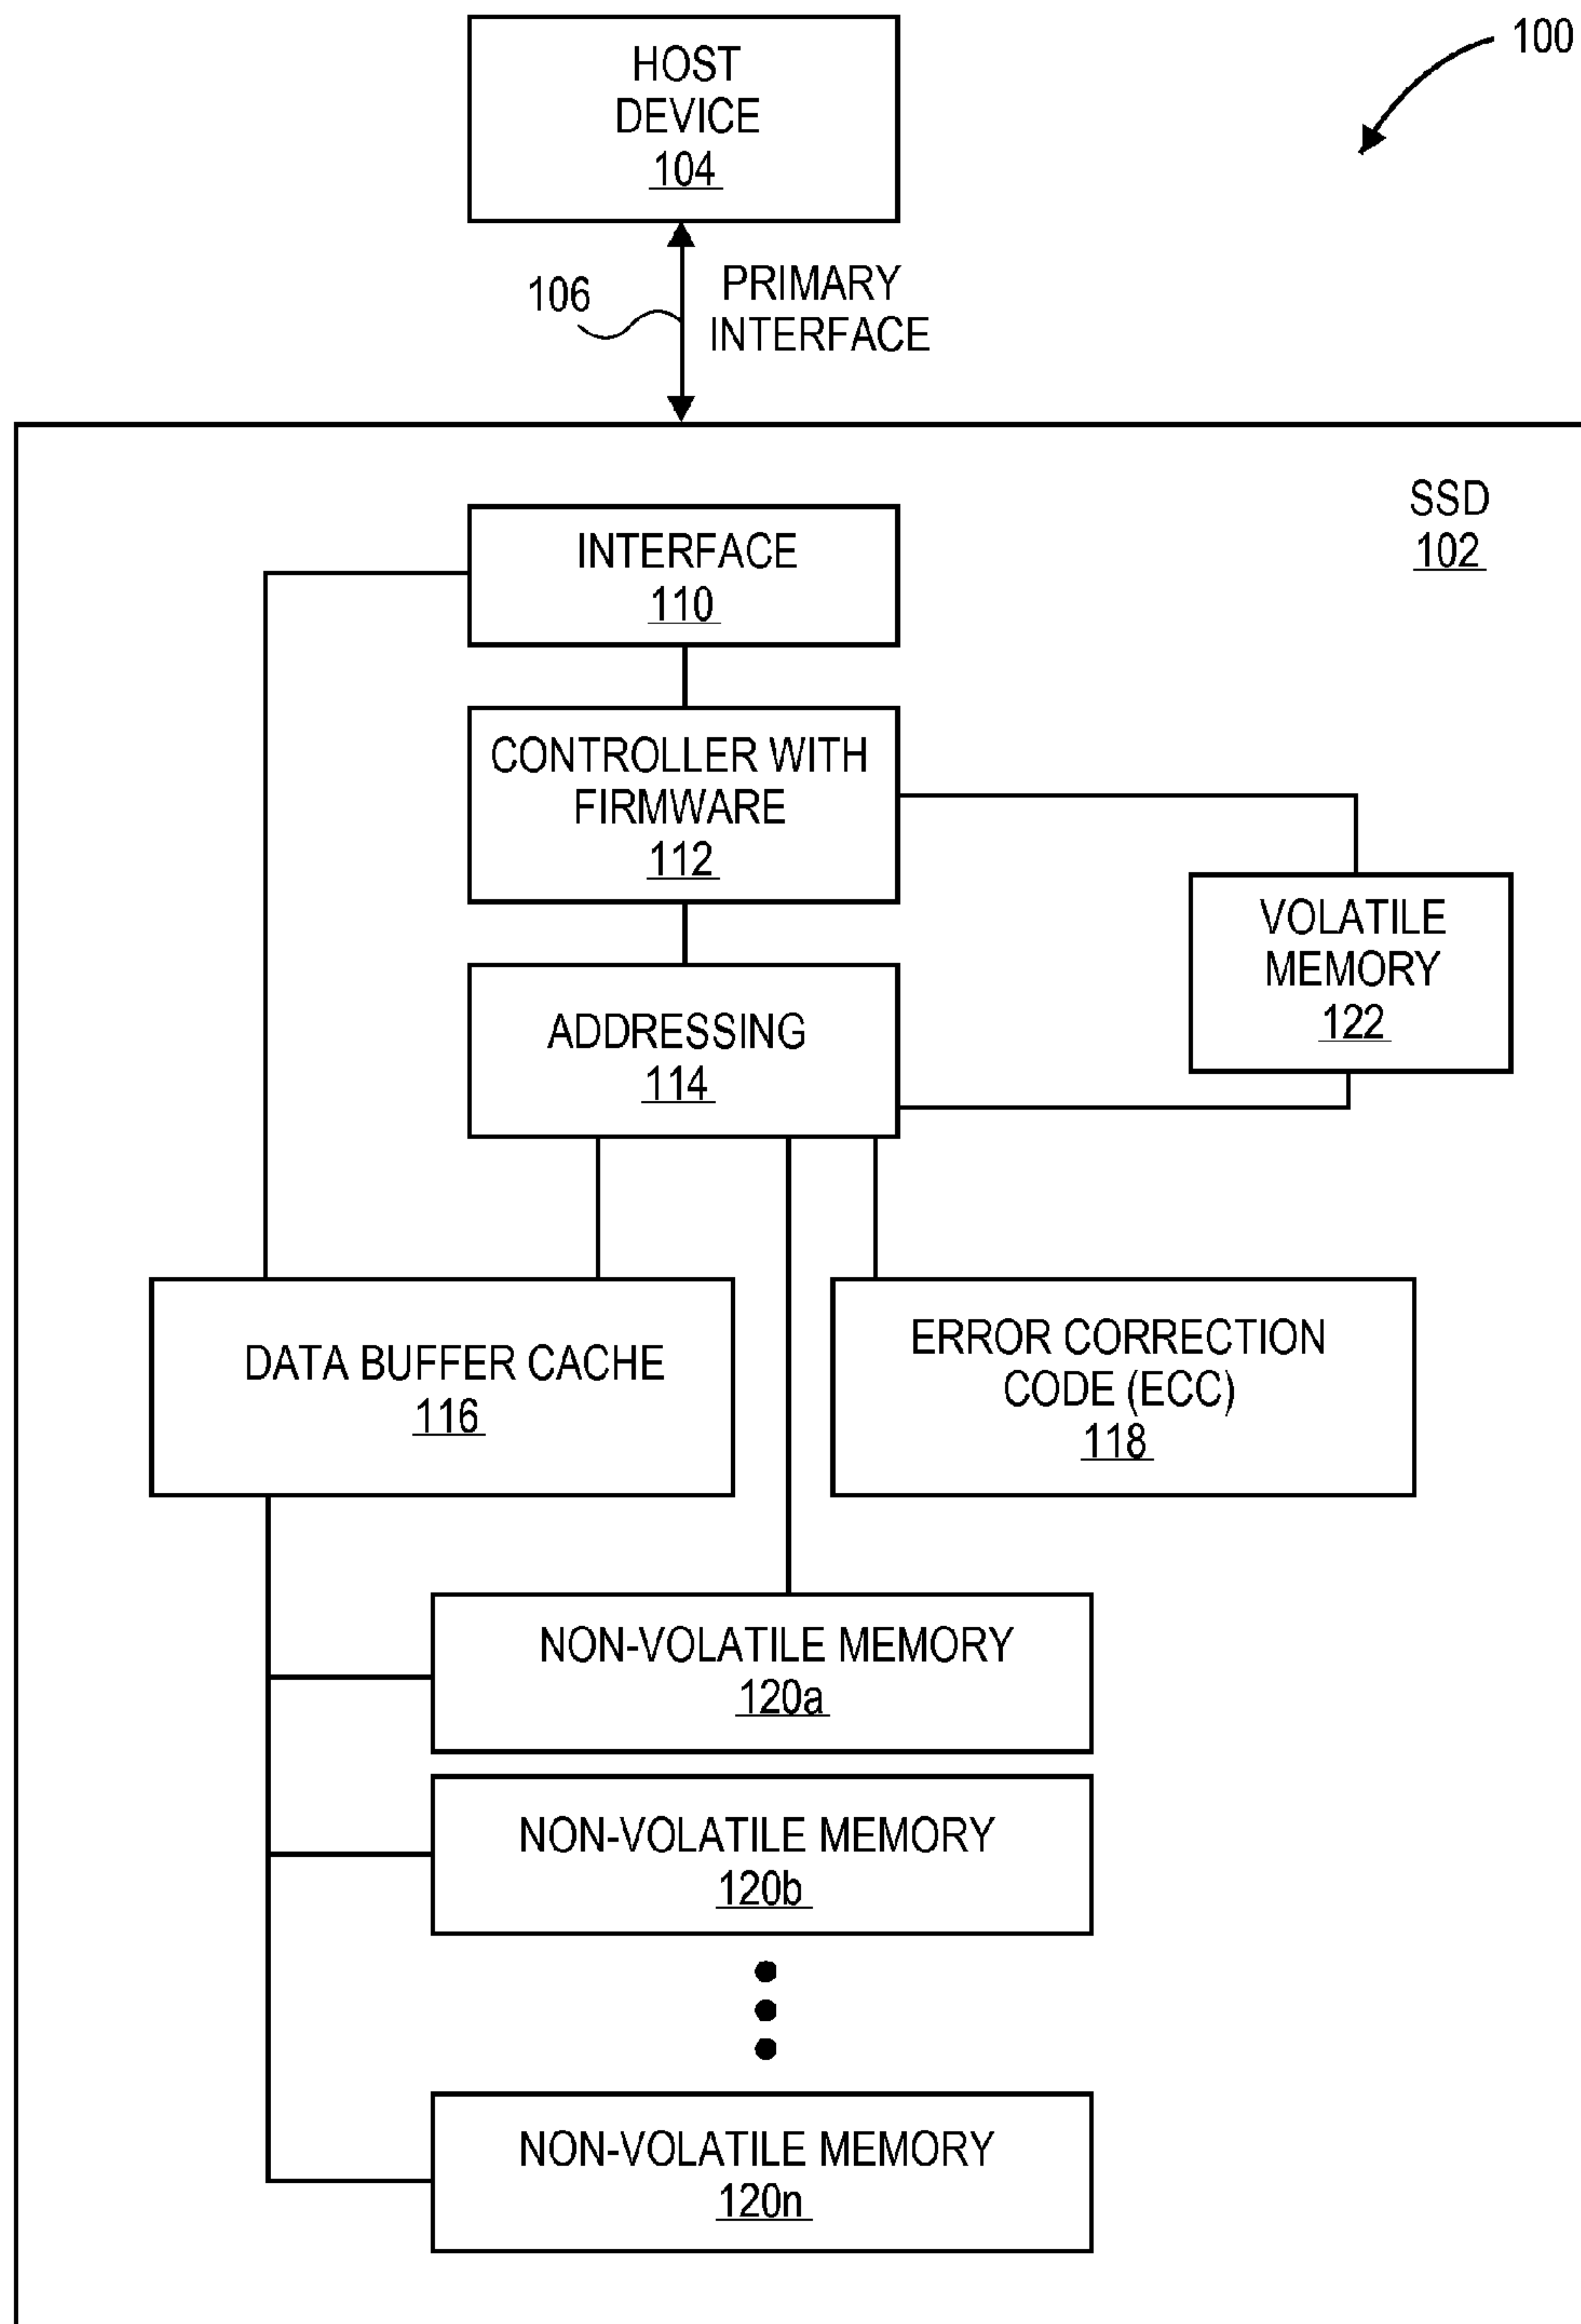 100
HOST
DEVICE
104
106
PRIMARY
INTERFACE
SSD
102
INTERFACE
110
CONTROLLER WITH
FIRMWARE
112
VOLATILE
MEMORY
122
ADDRESSING
114
DATA BUFFER CACHE
116
ERROR CORRECTION
CODE (ECC)
118
NON-VOLATILE MEMORY
120a
NON-VOLATILE MEMORY
120b
NON-VOLATILE MEMORY
120n